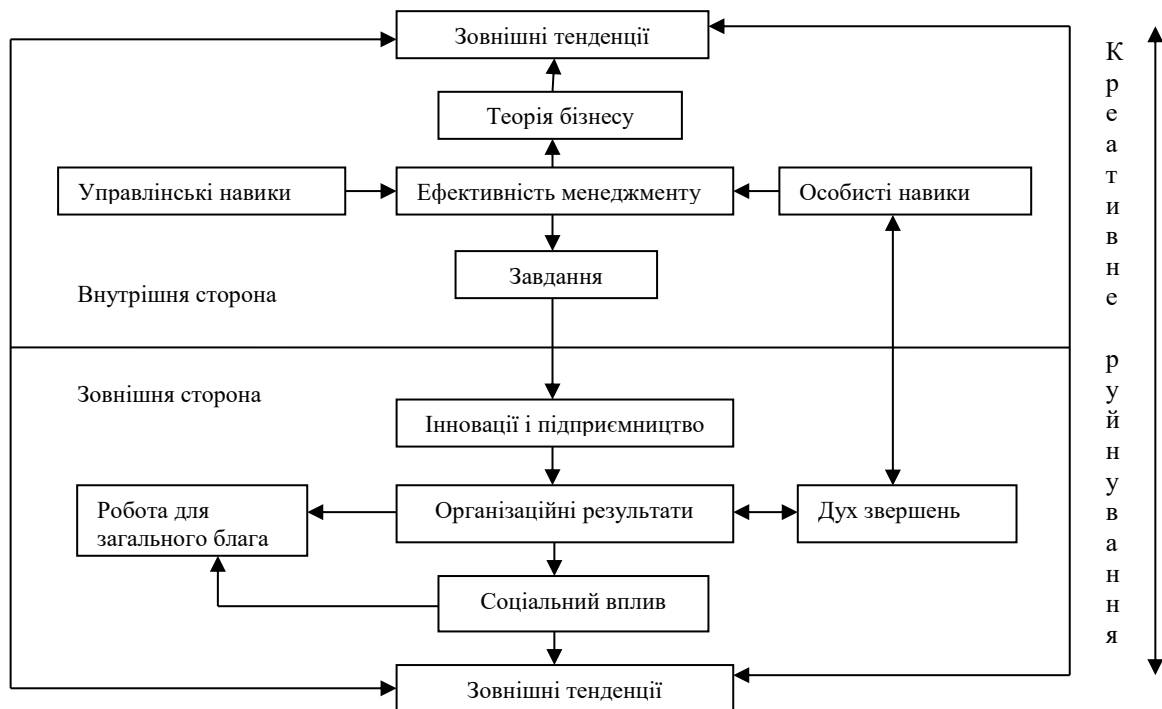 Зовнішні тенденції
Теорія бізнесу
Управлінські навики
Ефективність менеджменту
Особисті навики
Завдання
Внутрішня сторона
Зовнішня сторона
Інновації і підприємництво
Робота для
загального блага
Організаційні результати
Дух звершень
Соціальний вплив
Зовнішні тенденції
Креативне руйнування